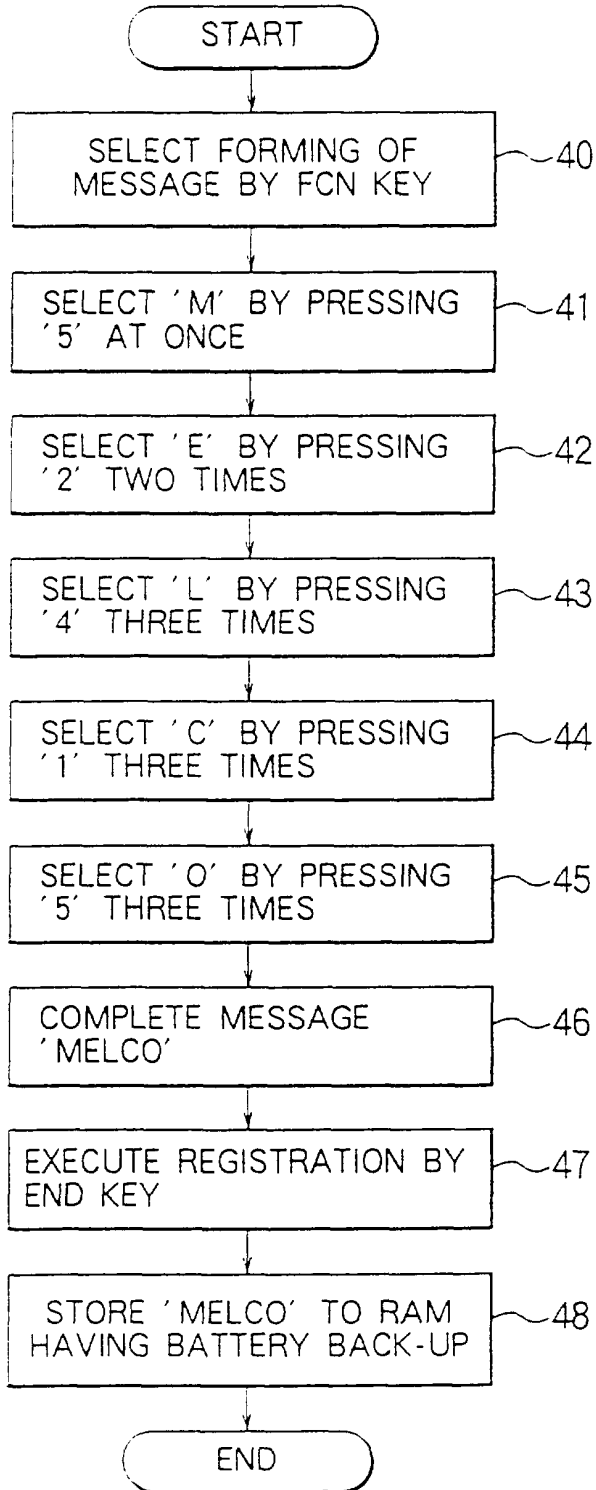 START
SELECT FORMING OF
MESSAGE BY FCN KEY
40
SELECT 'M' BY PRESSING
'5' AT ONCE
41
SELECT 'E' BY PRESSING
'2' TWO TIMES
42
SELECT 'L' BY PRESSING
'4' THREE TIMES
43
SELECT 'C' BY PRESSING
'1' THREE TIMES
44
SELECT 'O' BY PRESSING
'5' THREE TIMES
45
COMPLETE MESSAGE
'MELCO'
46
EXECUTE REGISTRATION BY
END KEY
47
STORE 'MELCO' TO RAM
HAVING BATTERY BACK-UP
48
END